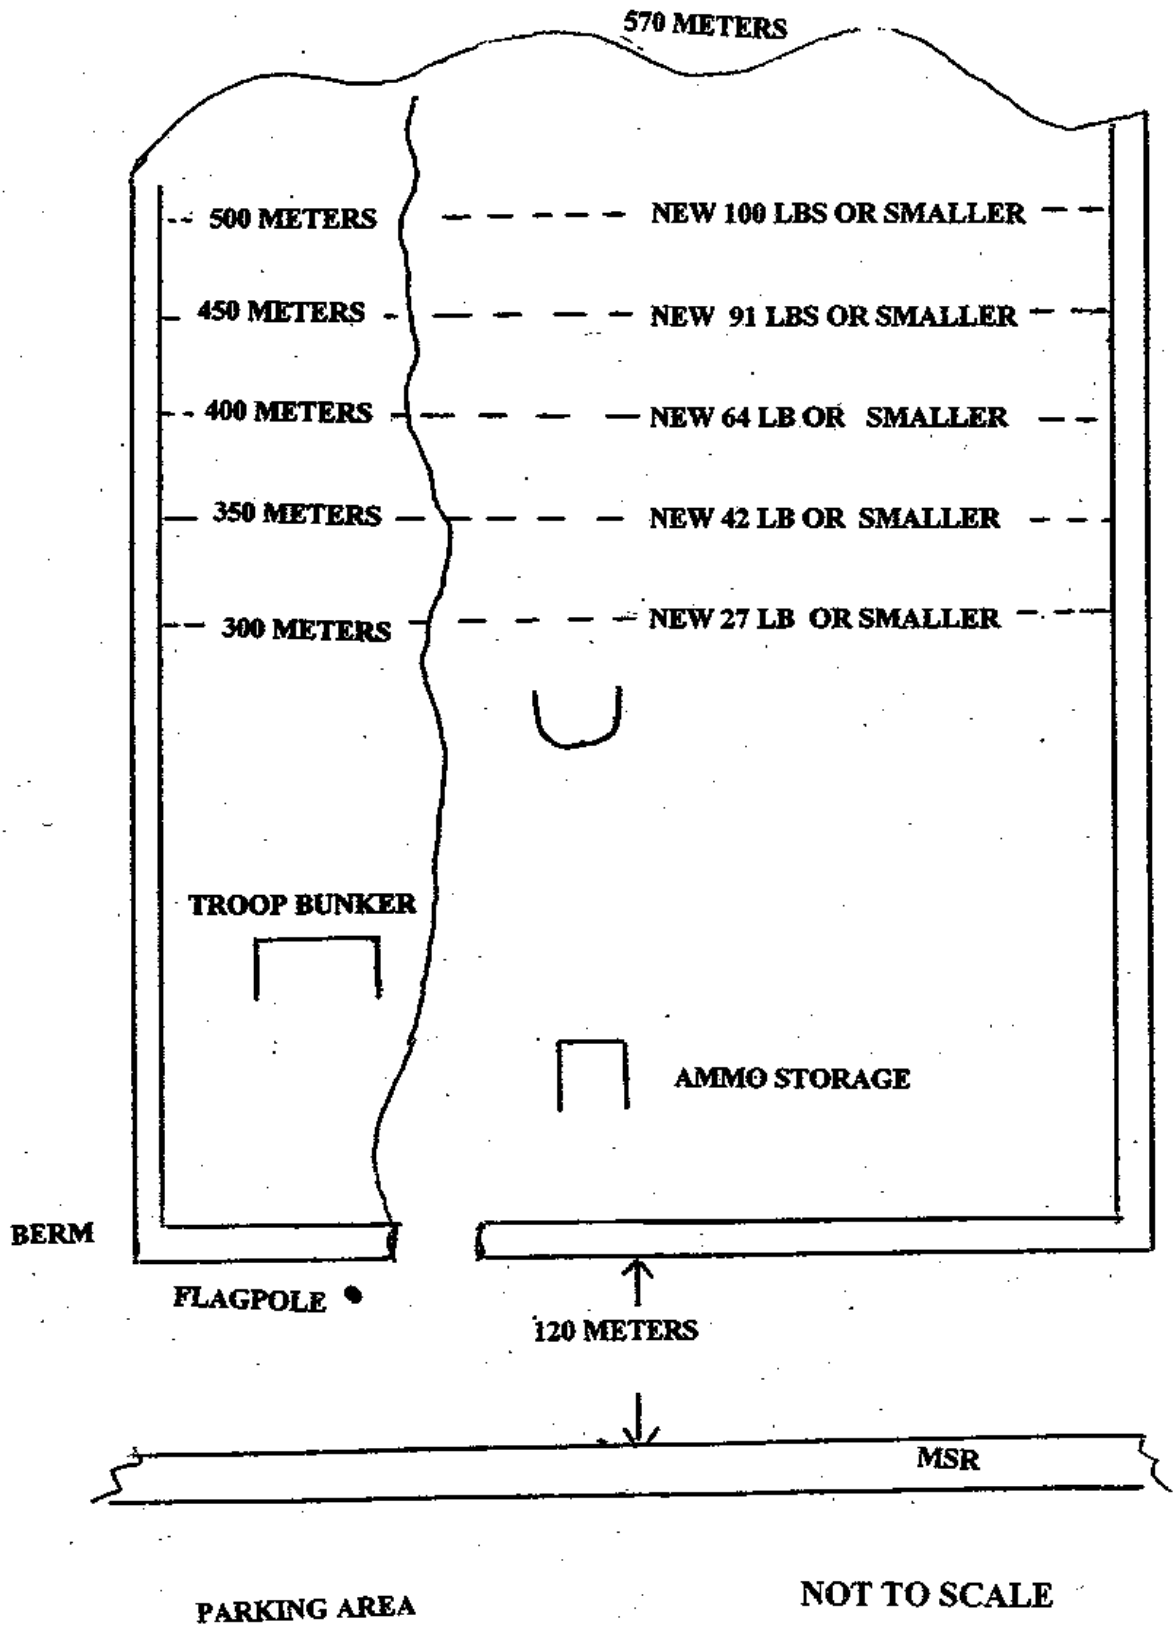 570 METERS
500 METERS NEW 100 LBS OR SMALLER
450 METERS NEW 91 LBS OR SMALLER
400 METERS NEW 64 LB OR SMALLER
350 METERS NEW 42 LB OR SMALLER
300 METERS NEW 27 LB OR SMALLER
TROOP BUNKER
AMMO STORAGE
BERM
FLAGPOLE
120 METERS
MSR
NOT TO SCALE
PARKING AREA